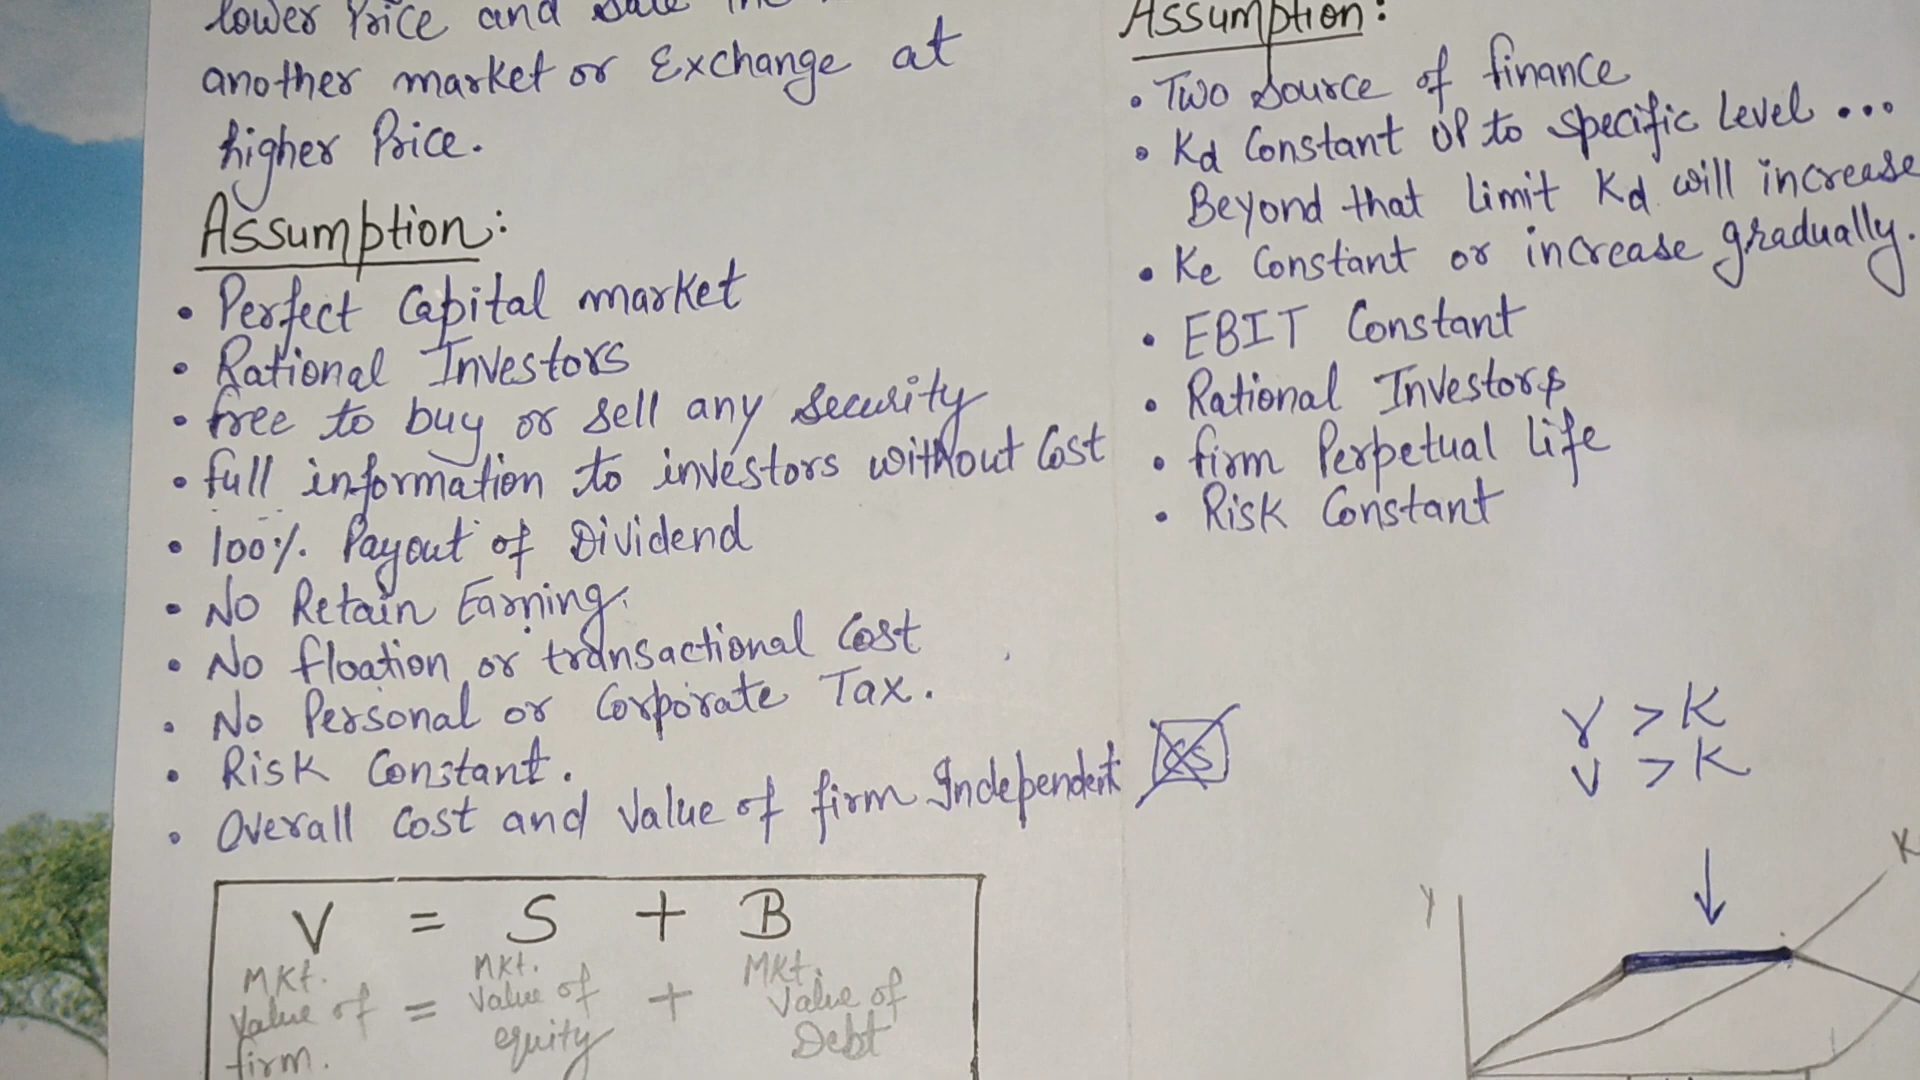 lower Price and Sale
another market or Exchange at
higher Price.
Assumption:
• Perfect Capital market
• Rational Investors
• free to buy or sell any security
• full information to investors without Cost
• 100%. Payout of Dividend
• No Retain Earning.
• No floation or transactional Cost
• No Personal or Corporate Tax.
• Risk Constant.
• Overall Cost and Value of firm Independent CS
V = S + B
Mkt. Value of firm. = Mkt. Value of equity + Mkt. Value of Debt
Assumption:
• Two Source of finance
• Kd Constant UP to Specific Level ...
Beyond that limit Kd will increase
• Ke Constant or increase gradually.
• EBIT Constant
• Rational Investors
• firm Perpetual life
• Risk Constant
γ > K
V > K
Y
K